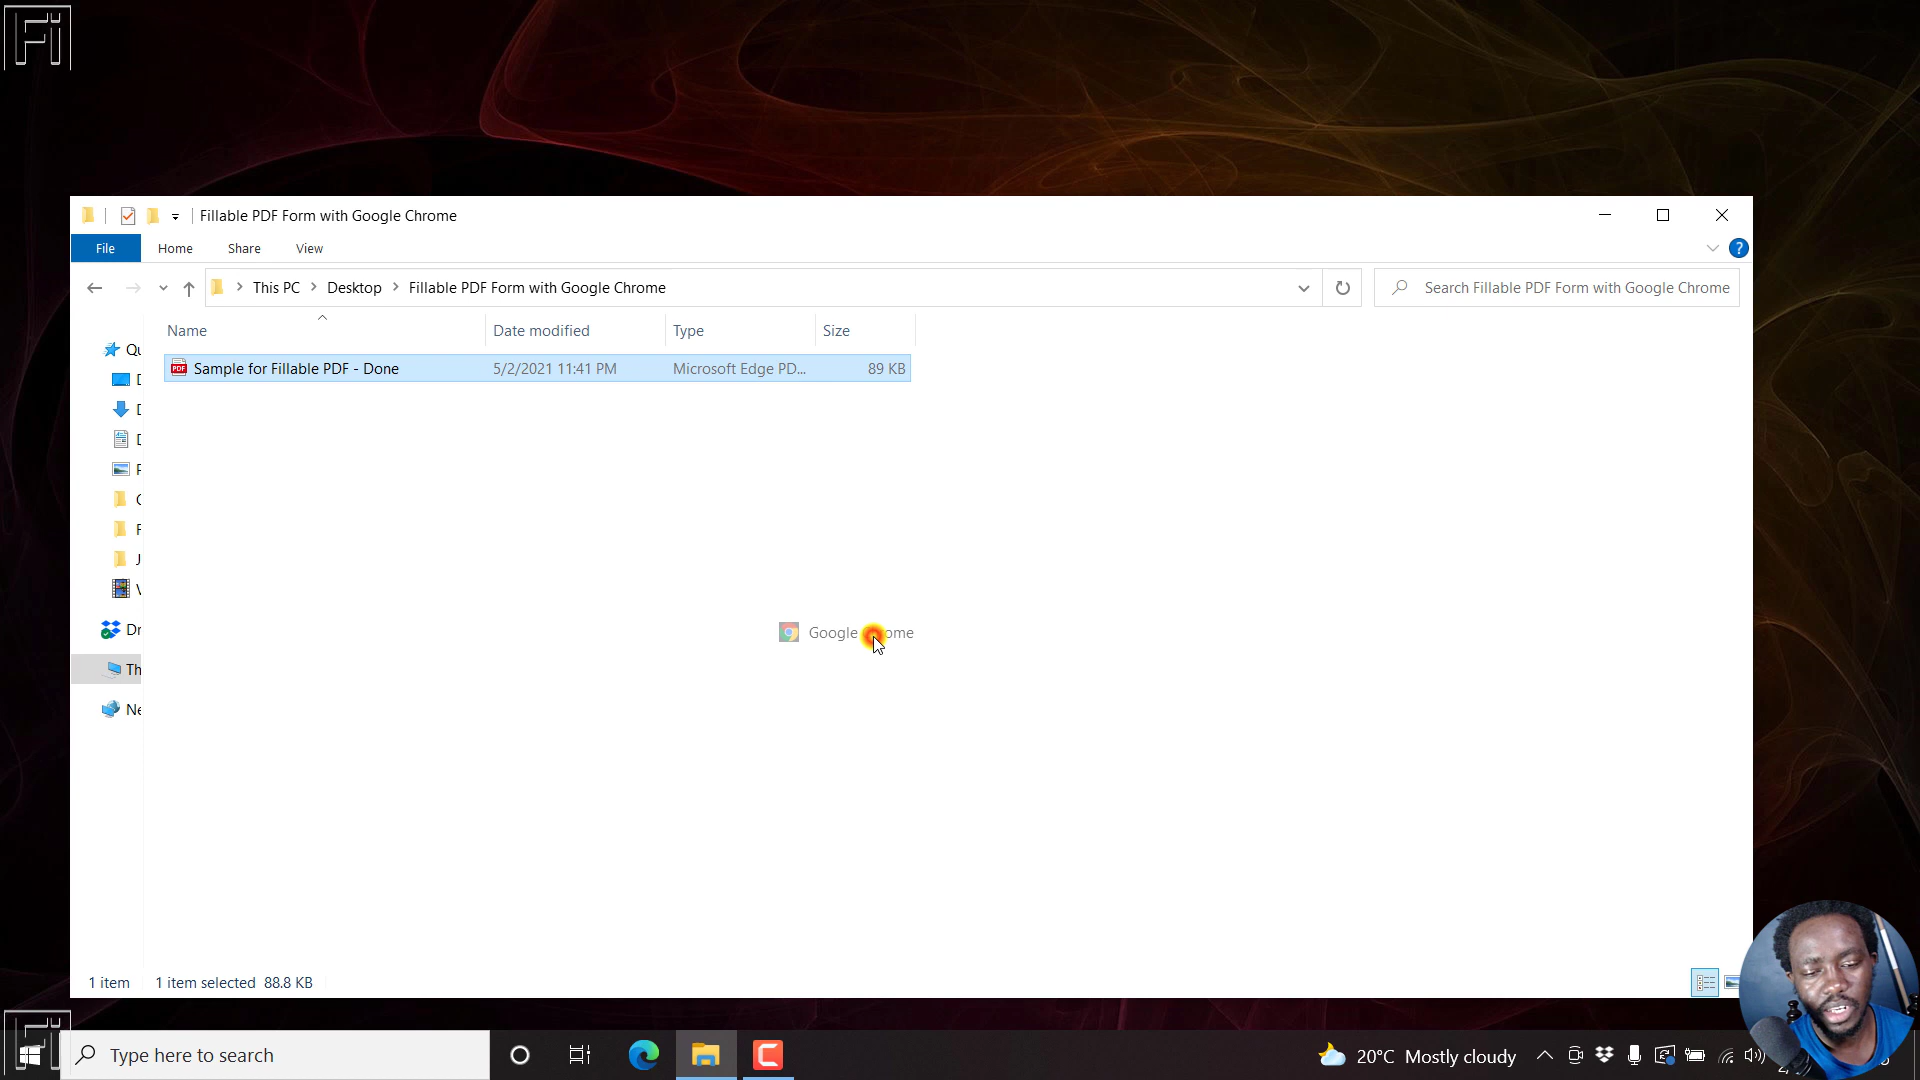 Fi
Fillable PDF Form with Google Chrome
File Home Share View
?
This PC > Desktop > Fillable PDF Form with Google Chrome
Search Fillable PDF Form with Google Chrome
Name Date modified Type Size
PDF Sample for Fillable PDF - Done 5/2/2021 11:41 PM Microsoft Edge PD... 89 KB
Google ome
1 item 1 item selected 88.8 KB
Fi
Type here to search
20°C Mostly cloudy